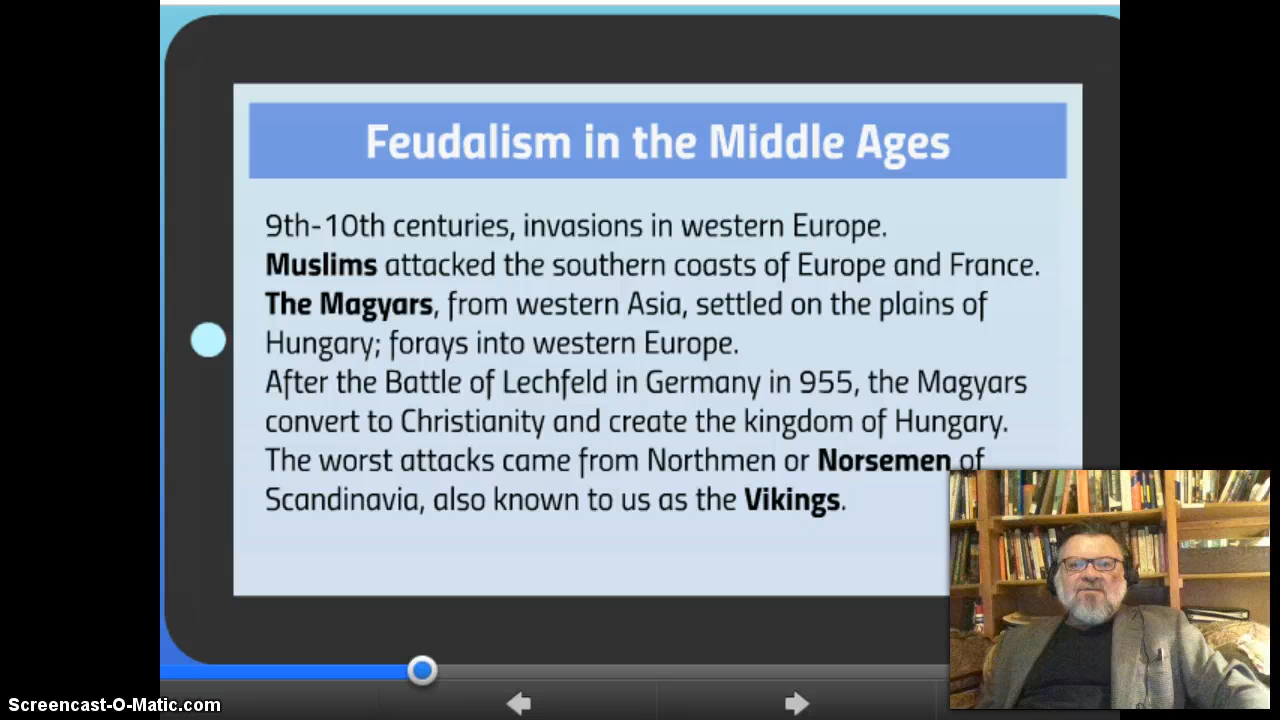 Feudalism in the Middle Ages
9th-10th centuries, invasions in western Europe.
Muslims attacked the southern coasts of Europe and France.
The Magyars, from western Asia, settled on the plains of
Hungary; forays into western Europe.
After the Battle of Lechfeld in Germany in 955, the Magyars
convert to Christianity and create the kingdom of Hungary.
The worst attacks came from Northmen or Norsemen of
Scandinavia, also known to us as the Vikings.
Screencast-O-Matic.com